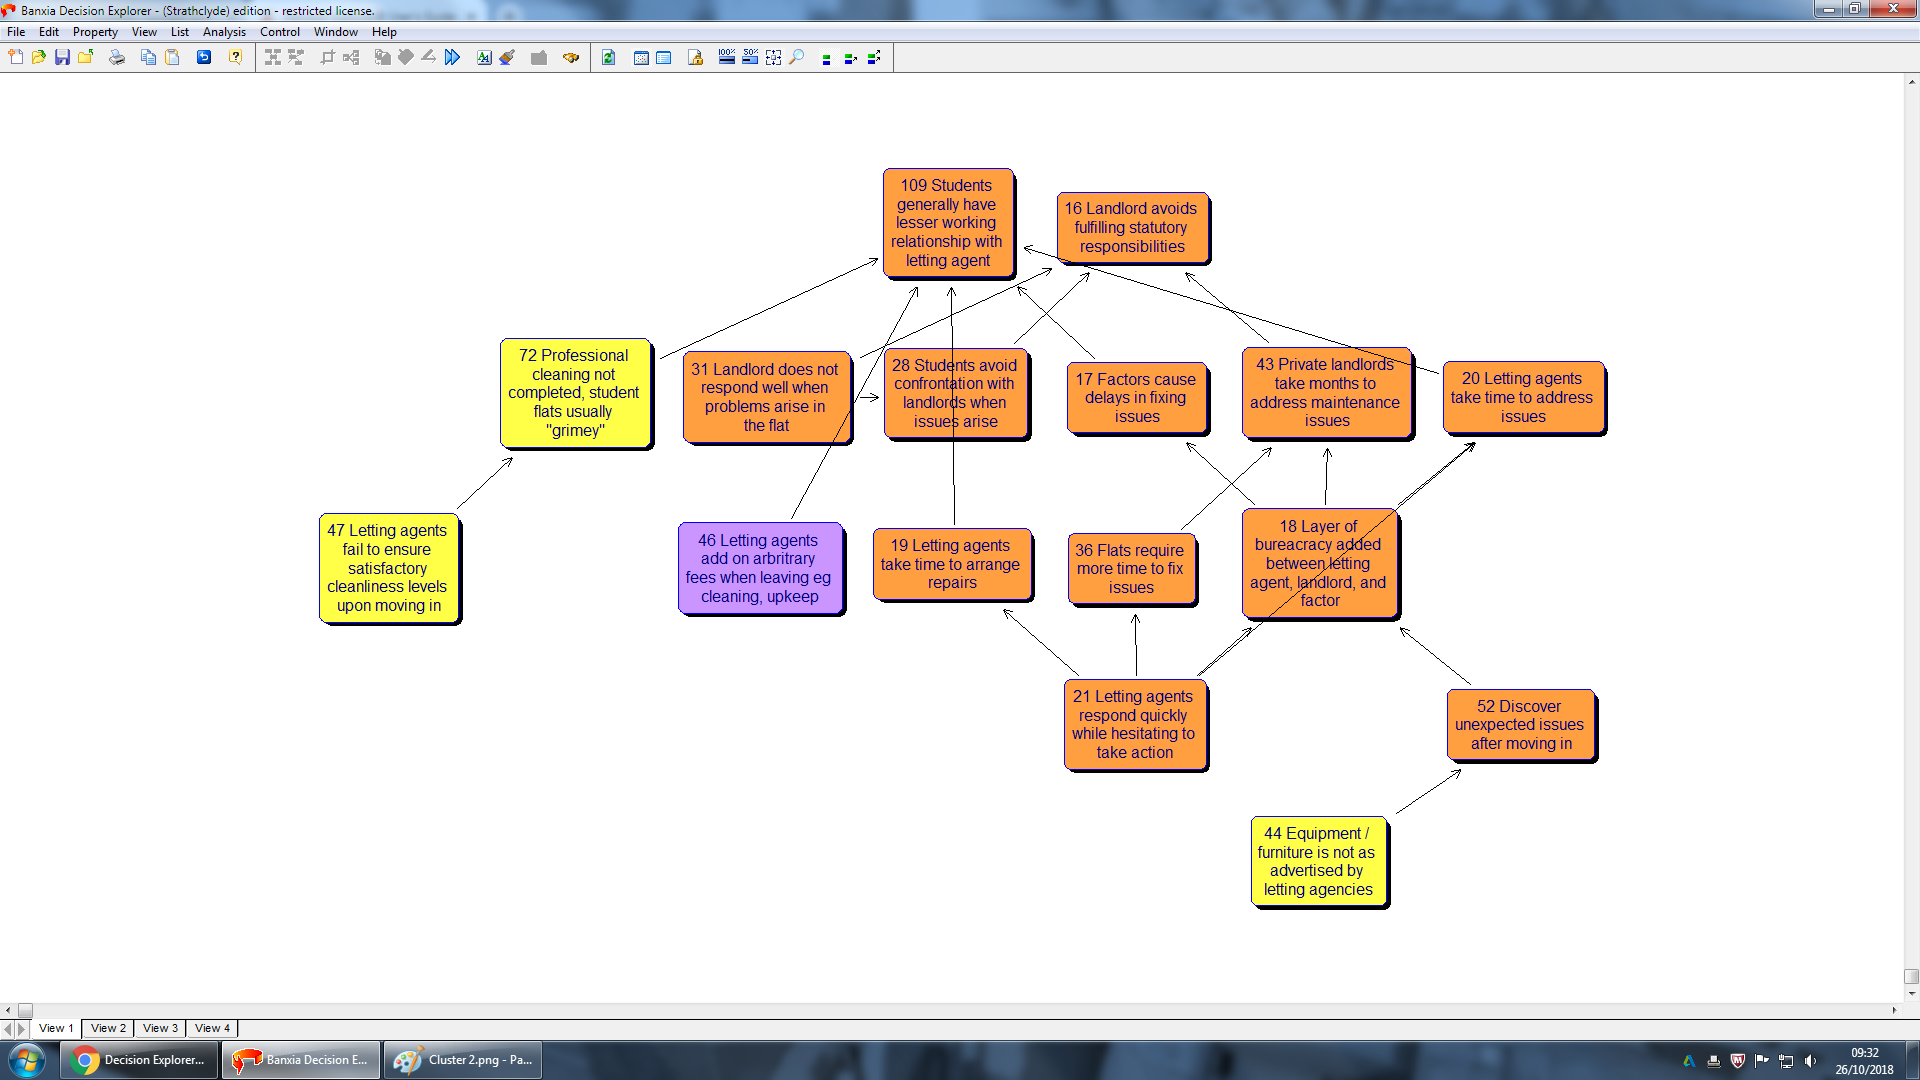 Banxia Decision Explorer - (Strathclyde) edition - restricted license.
File Edit Property View List Analysis Control Window Help
100% 50%
109 Students
generally have
lesser working
relationship with
letting agent
16 Landlord avoids
fulfilling statutory
responsibilities
72 Professional
cleaning not
completed, student
flats usually
"grimey"
31 Landlord does not
respond well when
problems arise in
the flat
28 Students avoid
confrontation with
landlords when
issues arise
17 Factors cause
delays in fixing
issues
43 Private landlords
take months to
address maintenance
issues
20 Letting agents
take time to address
issues
47 Letting agents
fail to ensure
satisfactory
cleanliness levels
upon moving in
46 Letting agents
add on arbritrary
fees when leaving eg
cleaning, upkeep
19 Letting agents
take time to arrange
repairs
36 Flats require
more time to fix
issues
18 Layer of
bureacracy added
between letting
agent, landlord, and
factor
21 Letting agents
respond quickly
while hesitating to
take action
52 Discover
unexpected issues
after moving in
44 Equipment /
furniture is not as
advertised by
letting agencies
View 1 View 2 View 3 View 4
Decision Explorer... Banxia Decision E... Cluster 2.png - Pa...
09:32
26/10/2018